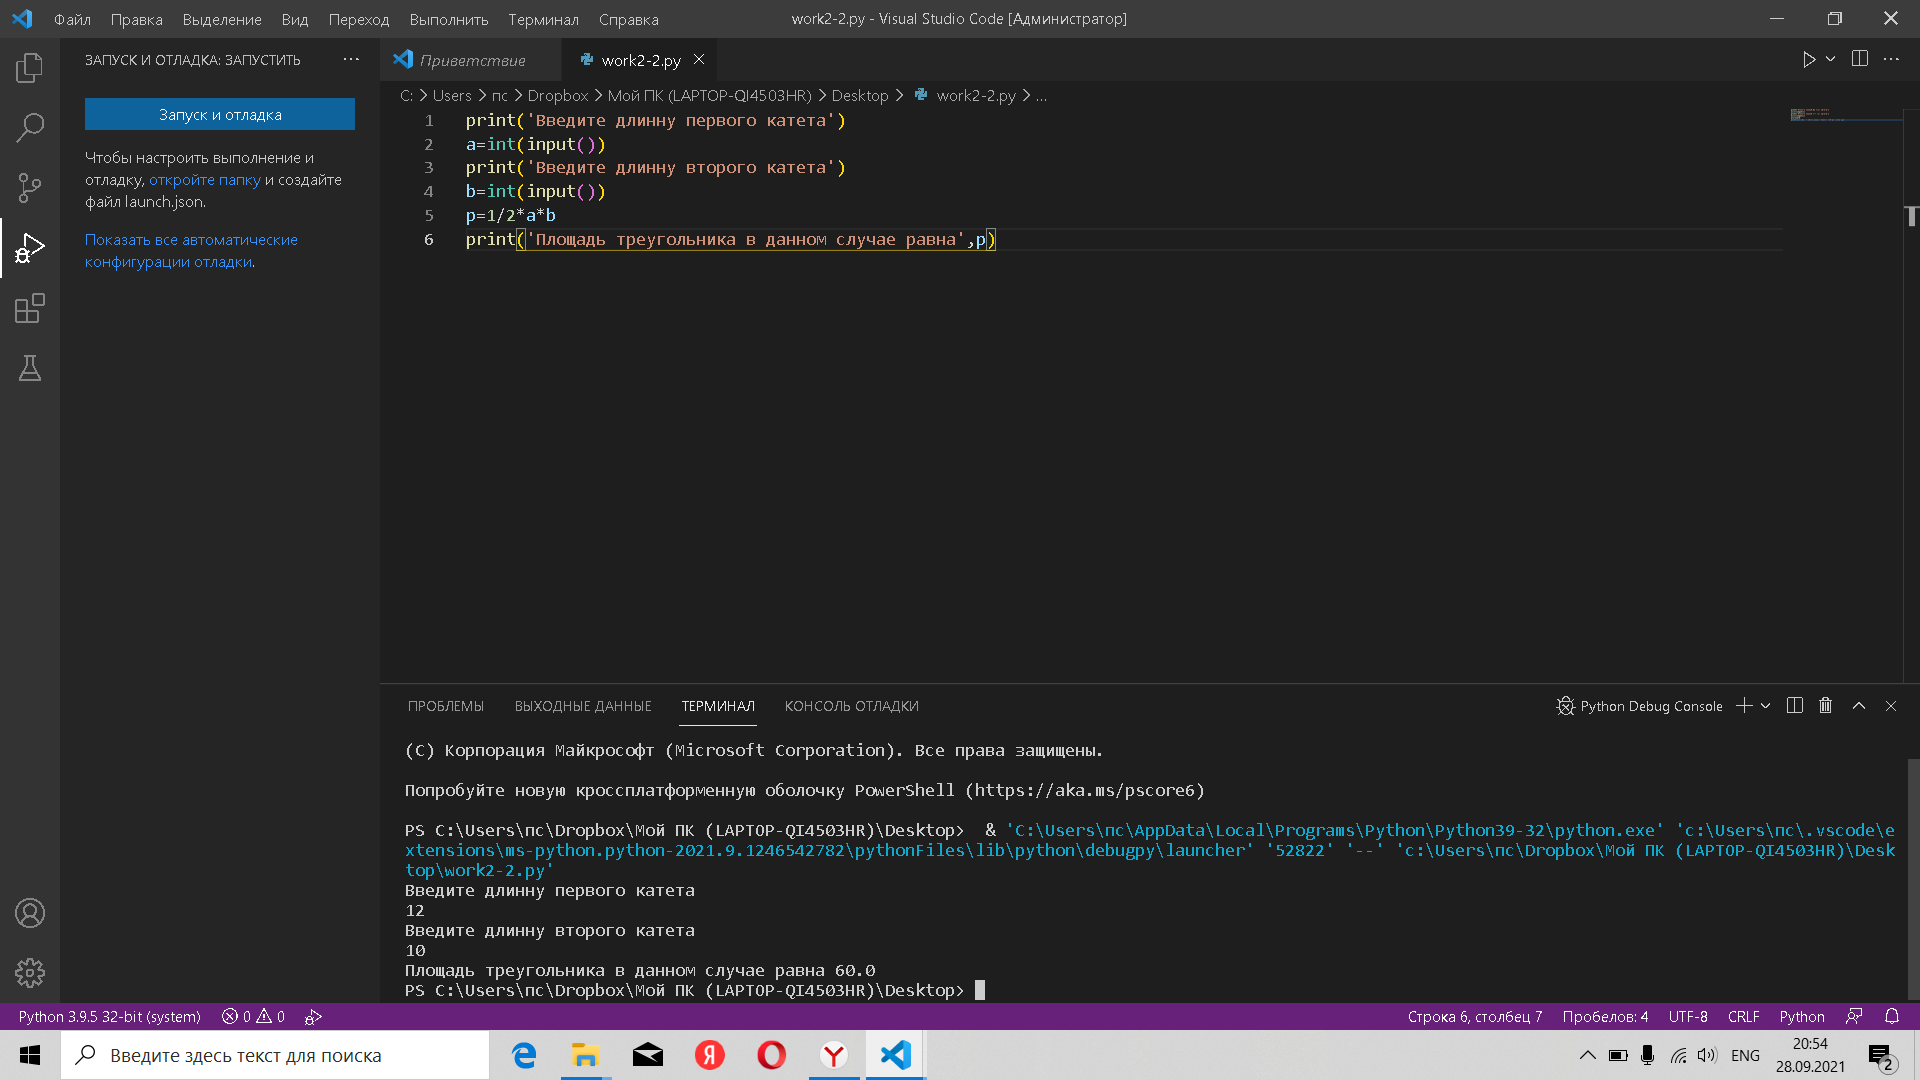 Файл Правка Выделение Вид Переход Выполнить Терминал Справка
work2-2.py - Visual Studio Code [Администратор]
ЗАПУСК И ОТЛАДКА: ЗАПУСТИТЬ ···
Запуск и отладка
Чтобы настроить выполнение и
отладку, откройте папку и создайте
файл launch.json.
Показать все автоматические
конфигурации отладки.
Приветствие
work2-2.py
C: > Users > пс > Dropbox > Мой ПК (LAPTOP-QI4503HR) > Desktop > work2-2.py > ...
1 print('Введите длинну первого катета')
2 a=int(input())
3 print('Введите длинну второго катета')
4 b=int(input())
5 p=1/2*a*b
6 print('Площадь треугольника в данном случае равна',p)
ПРОБЛЕМЫ ВЫХОДНЫЕ ДАННЫЕ ТЕРМИНАЛ КОНСОЛЬ ОТЛАДКИ
Python Debug Console
(C) Корпорация Майкрософт (Microsoft Corporation). Все права защищены.
Попробуйте новую кроссплатформенную оболочку PowerShell (https://aka.ms/pscore6)
PS C:\Users\пс\Dropbox\Мой ПК (LAPTOP-QI4503HR)\Desktop>  & 'C:\Users\пс\AppData\Local\Programs\Python\Python39-32\python.exe' 'c:\Users\пс\.vscode\e
xtensions\ms-python.python-2021.9.1246542782\pythonFiles\lib\python\debugpy\launcher' '52822' '--' 'c:\Users\пс\Dropbox\Мой ПК (LAPTOP-QI4503HR)\Desk
top\work2-2.py'
Введите длинну первого катета
12
Введите длинну второго катета
10
Площадь треугольника в данном случае равна 60.0
PS C:\Users\пс\Dropbox\Мой ПК (LAPTOP-QI4503HR)\Desktop>
Python 3.9.5 32-bit (system) 0 0
Строка 6, столбец 7 Пробелов: 4 UTF-8 CRLF Python
Введите здесь текст для поиска
ENG
20:54
28.09.2021
2